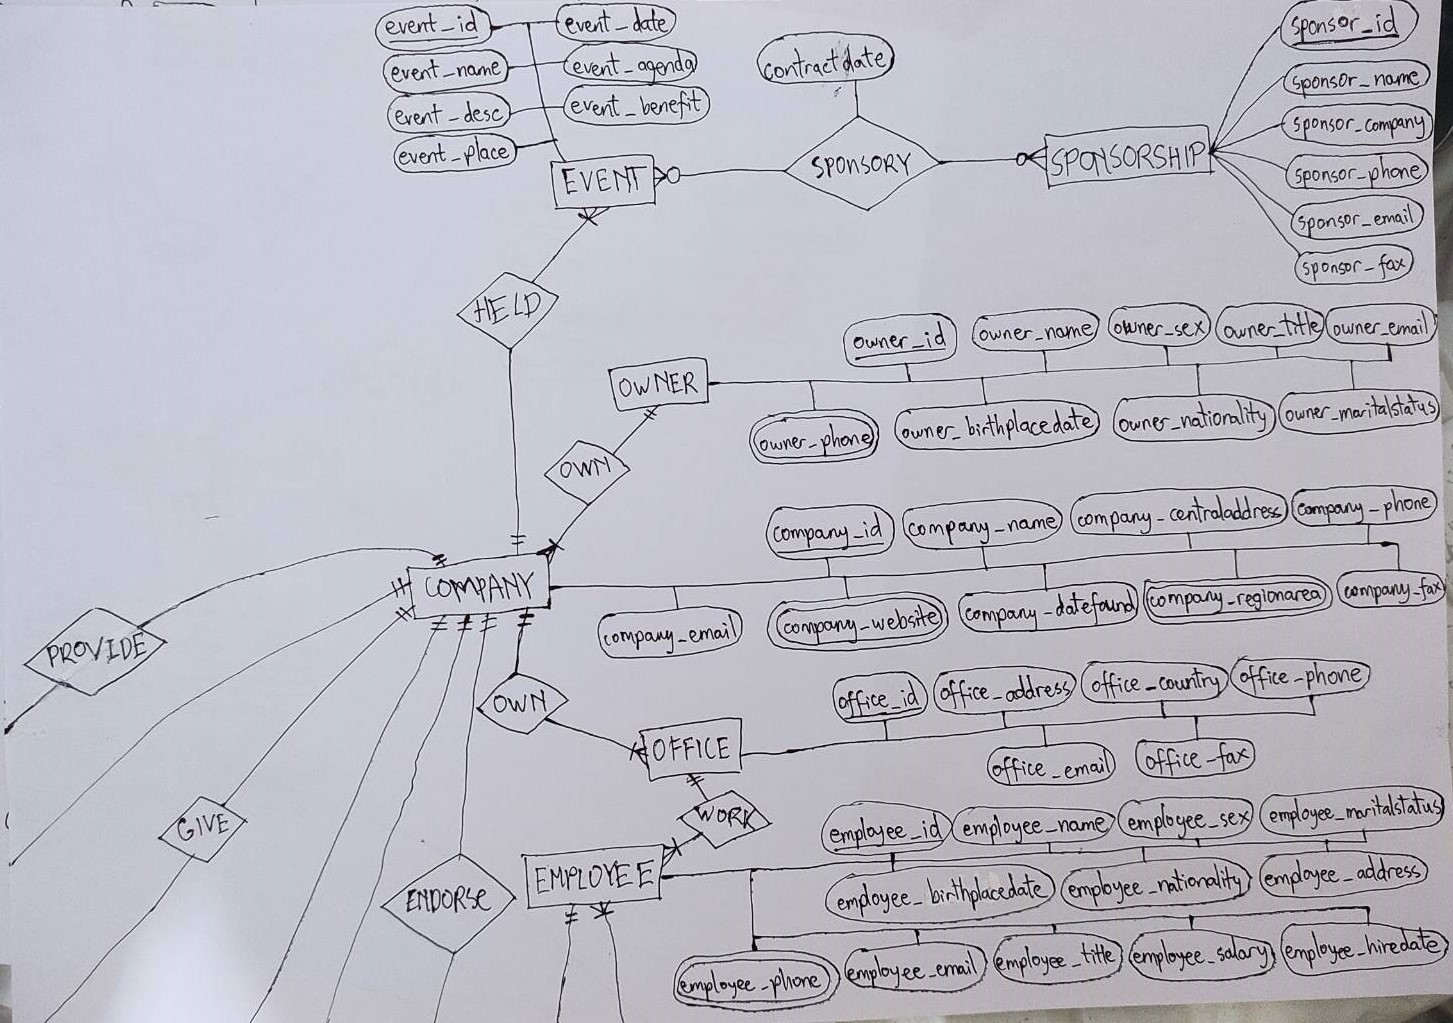 event_id
event_date
event_name
event_agenda
event_desc
event_benefit
event_place
EVENT
contractdate
SPONSORY
SPONSORSHIP
sponsor_id
sponsor_name
sponsor_company
sponsor_phone
sponsor_email
sponsor_fax
HELD
OWNER
owner_id
owner_name
owner_sex
owner_title
owner_email
owner_phone
owner_birthplacedate
owner_nationality
owner_maritalstatus
OWN
COMPANY
company_id
company_name
company_centraladdress
company_phone
company_email
company_website
company_datefound
company_regionarea
company_fax
PROVIDE
OWN
OFFICE
office_id
office_address
office_country
office_phone
office_email
office_fax
GIVE
WORK
ENDORSE
EMPLOYEE
employee_id
employee_name
employee_sex
employee_maritalstatus
employee_birthplacedate
employee_nationality
employee_address
employee_phone
employee_email
employee_title
employee_salary
employee_hiredate